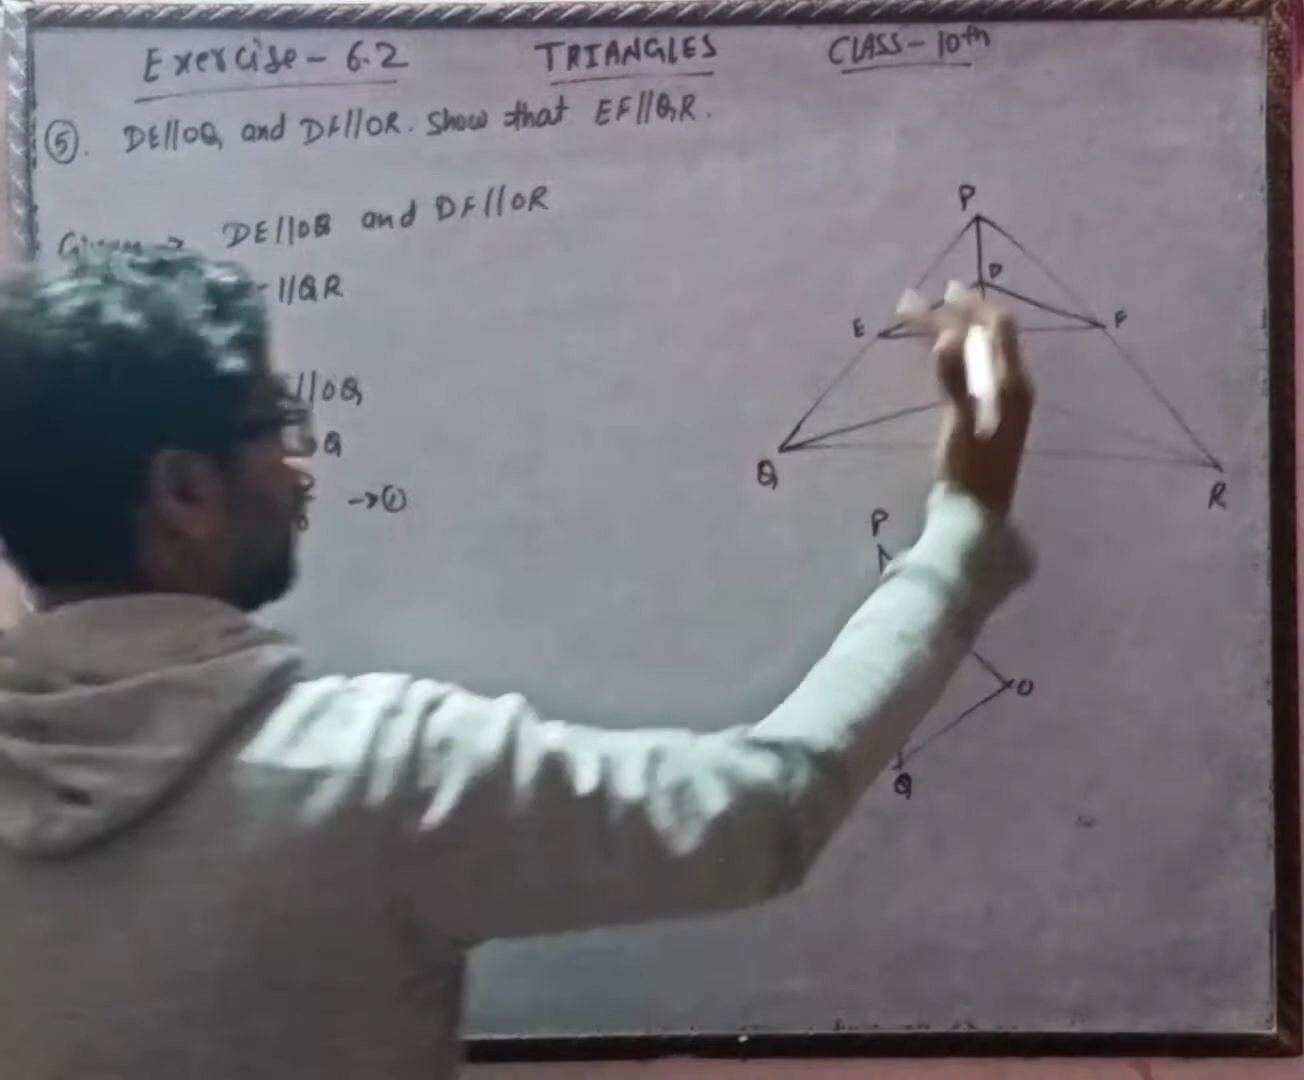 Exercise - 6.2 TRIANGLES CLASS - 10th
⑤. DE||OQ and DF||OR. Show that EF||QR.
DE||OQ and DF||OR
||QR
||OQ
Q
→①
P
D
E
F
Q
R
P
O
Q